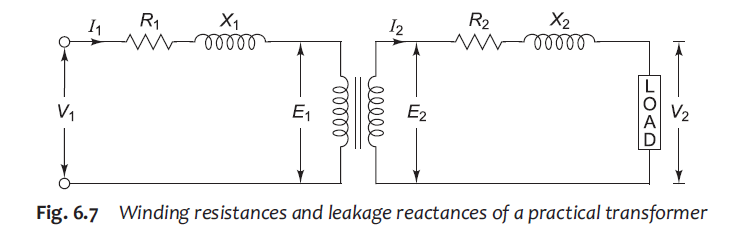 I₁ R₁ X₁ I₂ R₂ X₂
V₁ E₁ E₂ LOAD V₂
Fig. 6.7 Winding resistances and leakage reactances of a practical transformer